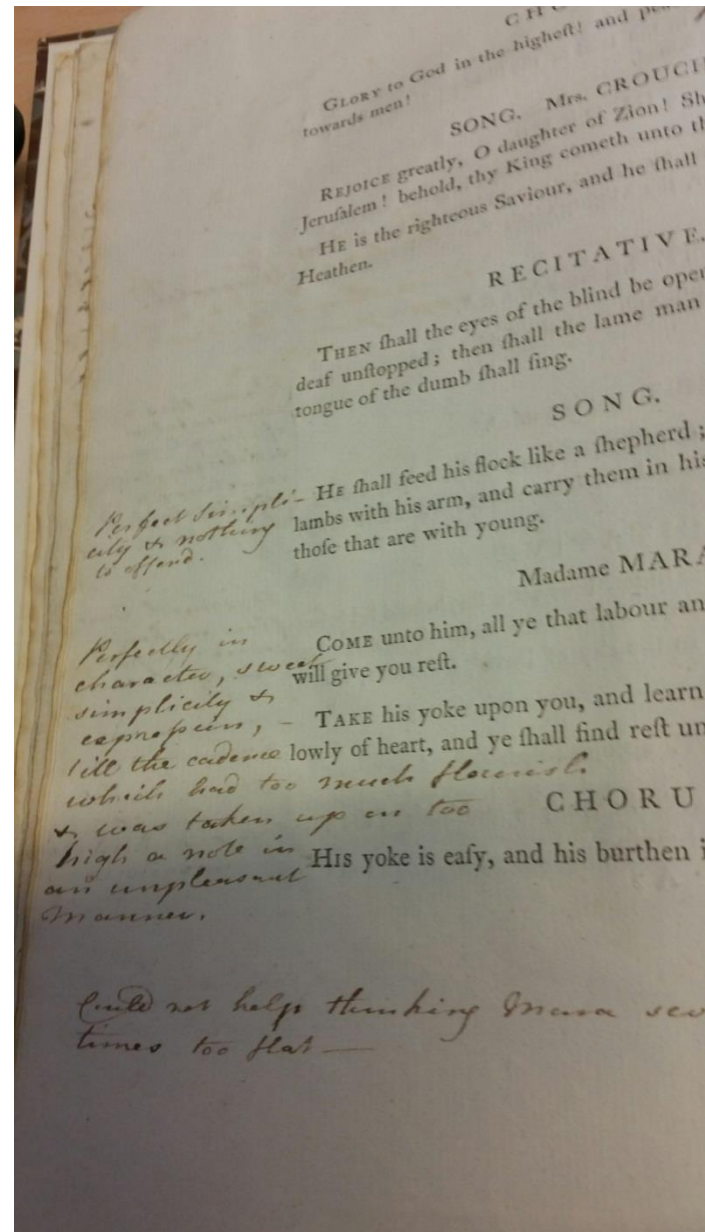 CHO
GLORY to God in the higheſt! and pea
towards men!
SONG. Mrs. CROUCH
REJOICE greatly, O daughter of Zion! Sh
Jeruſalem! behold, thy King cometh unto th
HE is the righteous Saviour, and he ſhall
Heathen.
RECITATIVE.
THEN ſhall the eyes of the blind be open
deaf unſtopped; then ſhall the lame man
tongue of the dumb ſhall ſing.
SONG.
HE ſhall feed his flock like a ſhepherd;
lambs with his arm, and carry them in his
thoſe that are with young.
Perfect simpli-
city & nothing
to offend.
Madame MARA
COME unto him, all ye that labour an
will give you reſt.
TAKE his yoke upon you, and learn
lowly of heart, and ye ſhall find reſt un
Perfectly in
character, sweet
simplicity &
expreſsion, –
'till the cadence
which had too much flourish
& was taken up on too
high a note in
an unpleasant
manner.
CHORU
HIS yoke is eaſy, and his burthen i
Could not help thinking Mara sev
times too flat —